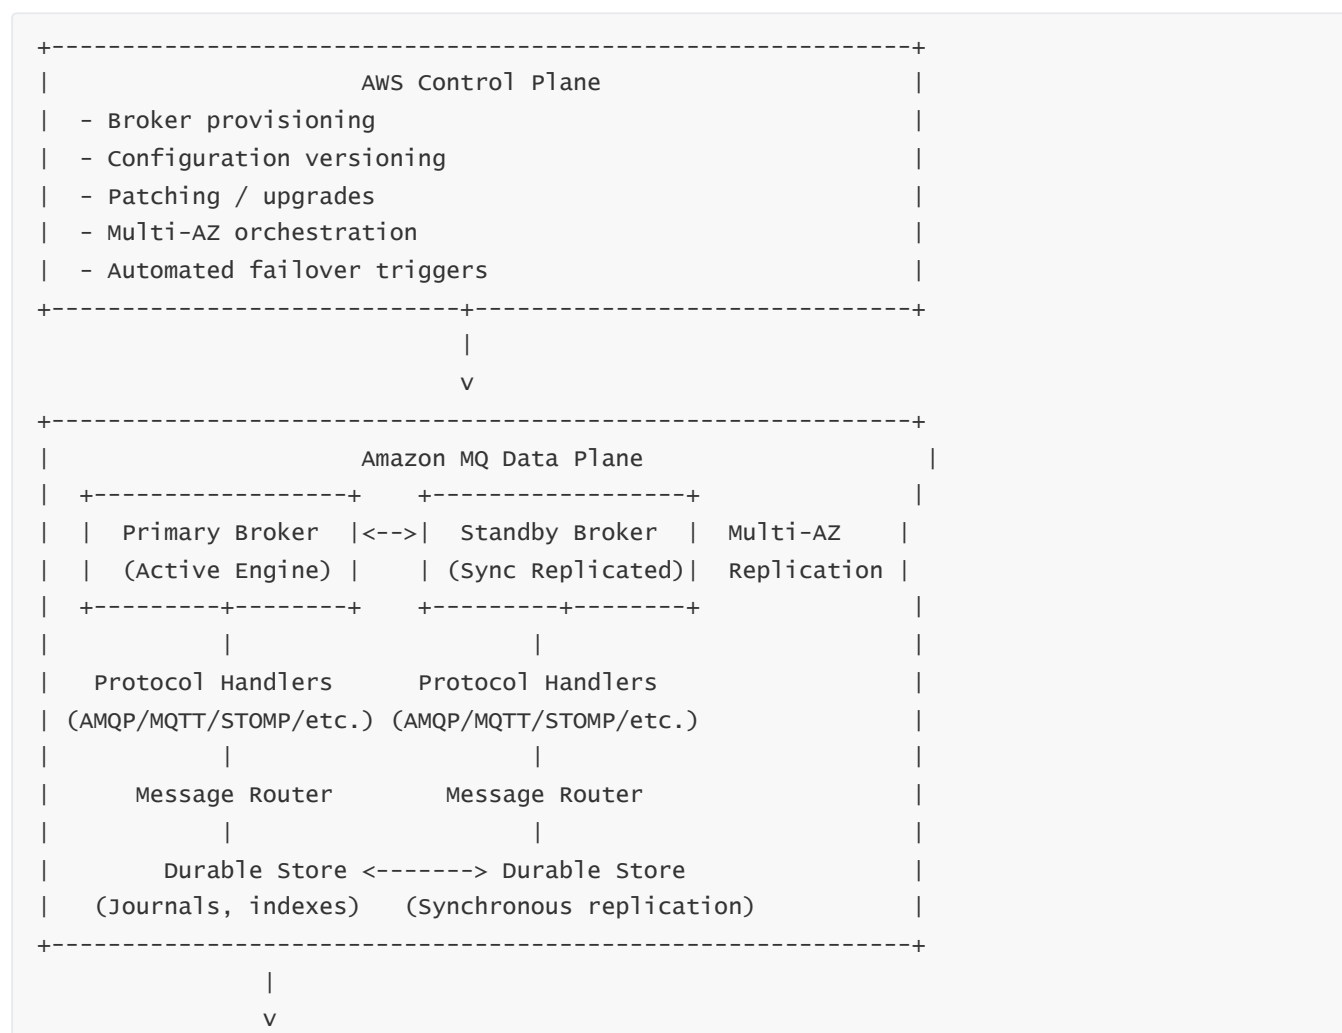 +-------------------------------------------------------------+
|                      AWS Control Plane                      |
|  - Broker provisioning                                      |
|  - Configuration versioning                                 |
|  - Patching / upgrades                                      |
|  - Multi-AZ orchestration                                   |
|  - Automated failover triggers                              |
+-----------------------------+-------------------------------+
                              |
                              v
+-------------------------------------------------------------+
|                      Amazon MQ Data Plane                    |
|  +------------------+    +------------------+               |
|  |  Primary Broker  |<-->|  Standby Broker  |  Multi-AZ    |
|  |  (Active Engine) |    | (Sync Replicated)|  Replication |
|  +---------+--------+    +---------+--------+               |
|            |                     |                          |
|   Protocol Handlers      Protocol Handlers                  |
| (AMQP/MQTT/STOMP/etc.) (AMQP/MQTT/STOMP/etc.)               |
|            |                     |                          |
|      Message Router        Message Router                   |
|            |                     |                          |
|        Durable Store <-------> Durable Store                |
|   (Journals, indexes)   (Synchronous replication)           |
+-------------------------------------------------------------+
                |
                v